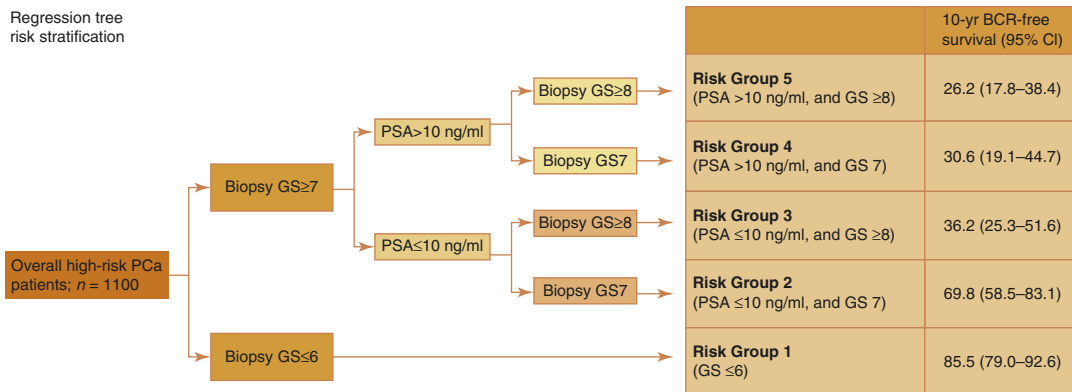 Regression tree
risk stratification
Overall high-risk PCa
patients; n = 1100
Biopsy GS≥7
Biopsy GS≤6
PSA>10 ng/ml
PSA≤10 ng/ml
Biopsy GS≥8
Biopsy GS7
Biopsy GS≥8
Biopsy GS7
10-yr BCR-free
survival (95% CI)
Risk Group 5
(PSA >10 ng/ml, and GS ≥8)
26.2 (17.8–38.4)
Risk Group 4
(PSA >10 ng/ml, and GS 7)
30.6 (19.1–44.7)
Risk Group 3
(PSA ≤10 ng/ml, and GS ≥8)
36.2 (25.3–51.6)
Risk Group 2
(PSA ≤10 ng/ml, and GS 7)
69.8 (58.5–83.1)
Risk Group 1
(GS ≤6)
85.5 (79.0–92.6)